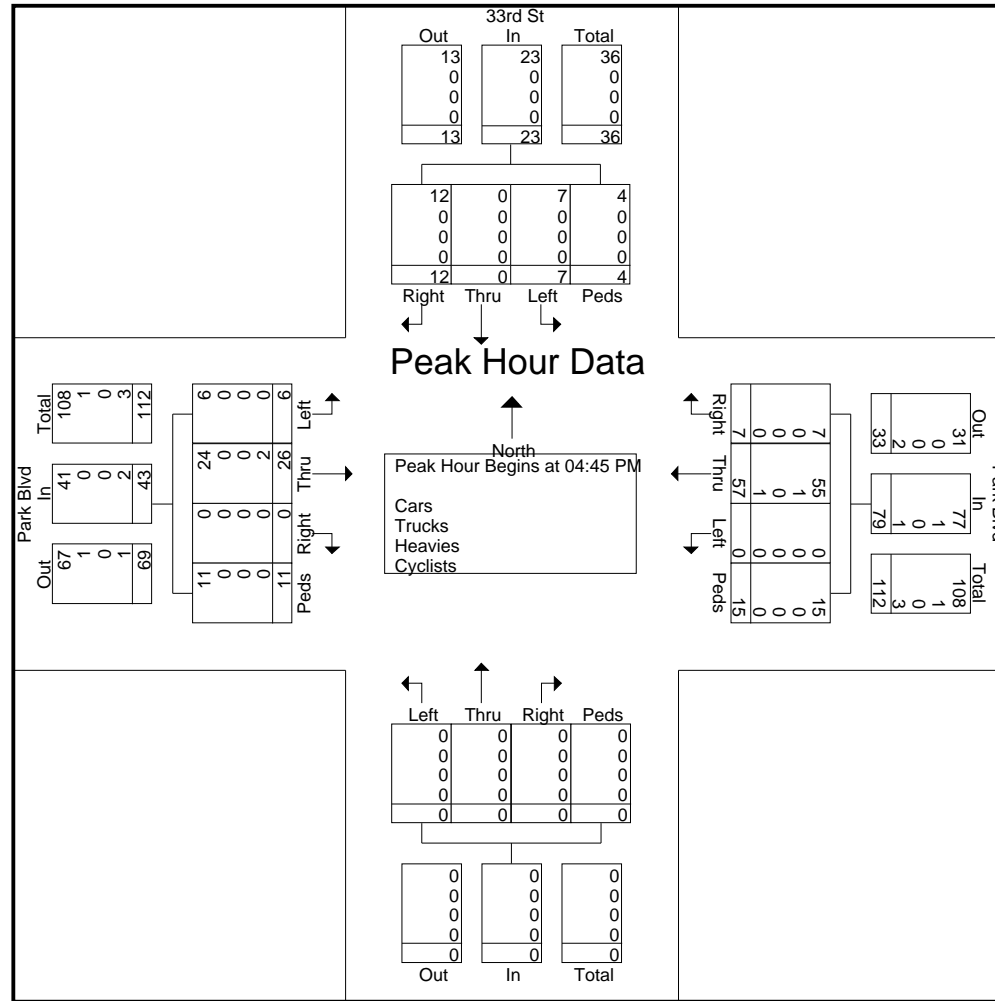 33rd St
Out In Total
13 23 36
0 0 0
0 0 0
0 0 0
13 23 36
12 0 7 4
0 0 0 0
0 0 0 0
0 0 0 0
12 0 7 4
Right Thru Left Peds
Peak Hour Data
North
Peak Hour Begins at 04:45 PM
Cars
Trucks
Heavies
Cyclists
Park Blvd
Out In Total
67 41 108
1 0 1
0 0 0
1 2 3
69 43 112
11 0 24 6
0 0 0 0
0 0 0 0
0 0 2 0
11 0 26 6
Peds Right Thru Left
Out In Total
31 77 108
0 1 1
0 0 0
2 1 3
33 79 112
7 55 0 15
0 1 0 0
0 0 0 0
0 1 0 0
7 57 0 15
Right Thru Left Peds
Left Thru Right Peds
0 0 0 0
0 0 0 0
0 0 0 0
0 0 0 0
0 0 0 0
0 0 0
0 0 0
0 0 0
0 0 0
0 0 0
Out In Total